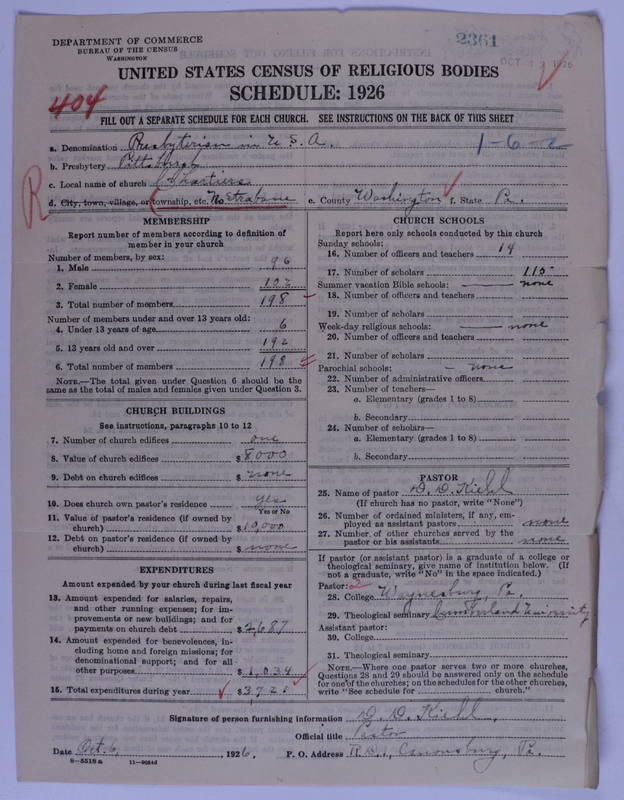 DEPARTMENT OF COMMERCE
BUREAU OF THE CENSUS
WASHINGTON
2361
OCT 1 1926
UNITED STATES CENSUS OF RELIGIOUS BODIES
SCHEDULE: 1926
404
FILL OUT A SEPARATE SCHEDULE FOR EACH CHURCH. SEE INSTRUCTIONS ON THE BACK OF THIS SHEET
a. Denomination Presbyterian in U. S. A.
1-6-2
b. Presbytery Pittsburgh
c. Local name of church Chartiers
R
d. City, town, village, or township, etc. No Strabane e. County Washington f. State Pa.
MEMBERSHIP
Report number of members according to definition of member in your church
Number of members, by sex:
1. Male 96
2. Female 102
3. Total number of members 198
Number of members under and over 13 years old:
4. Under 13 years of age 6
5. 13 years old and over 192
6. Total number of members 198
NOTE.—The total given under Question 6 should be the same as the total of males and females given under Question 3.
CHURCH BUILDINGS
See instructions, paragraphs 10 to 12
7. Number of church edifices one
8. Value of church edifices $ 8000
9. Debt on church edifices $ none
10. Does church own pastor's residence yes
Yes or No
11. Value of pastor's residence (if owned by church) $ 10,000
12. Debt on pastor's residence (if owned by church) $ none
EXPENDITURES
Amount expended by your church during last fiscal year
13. Amount expended for salaries, repairs, and other running expenses; for improvements or new buildings; and for payments on church debt $ 2,687
14. Amount expended for benevolences, including home and foreign missions; for denominational support; and for all other purposes $ 1,034
15. Total expenditures during year $ 3,721
CHURCH SCHOOLS
Report here only schools conducted by this church
Sunday schools:
16. Number of officers and teachers 14
17. Number of scholars 115
Summer vacation Bible schools: none
18. Number of officers and teachers
19. Number of scholars
Week-day religious schools: none
20. Number of officers and teachers
21. Number of scholars
Parochial schools: none
22. Number of administrative officers
23. Number of teachers—
a. Elementary (grades 1 to 8)
b. Secondary
24. Number of scholars—
a. Elementary (grades 1 to 8)
b. Secondary
PASTOR
25. Name of pastor D. D. Kiehl
(If church has no pastor, write "None")
26. Number of ordained ministers, if any, employed as assistant pastors none
27. Number of other churches served by the pastor or his assistants none
If pastor (or assistant pastor) is a graduate of a college or theological seminary, give name of institution below. (If not a graduate, write "No" in the space indicated.)
Pastor:
28. College Waynesburg, Pa.
29. Theological seminary Cumberland University
Assistant pastor:
30. College
31. Theological seminary
NOTE.—Where one pastor serves two or more churches, Questions 28 and 29 should be answered only on the schedule for one of the churches; on the schedules for the other churches, write "See schedule for church."
Signature of person furnishing information D. D. Kiehl.
Official title Pastor
Date Oct. 6, 1926, P. O. Address R. D. 1, Canonsburg, Pa.
8-5518 a 11-9024d